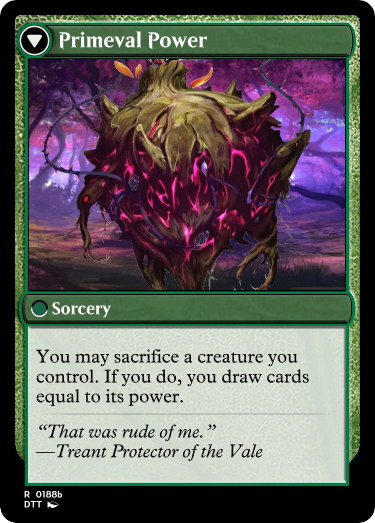 Primeval Power
Sorcery
You may sacrifice a creature you
control. If you do, you draw cards
equal to its power.
“That was rude of me.”
—Treant Protector of the Vale
R 0188b
DTT